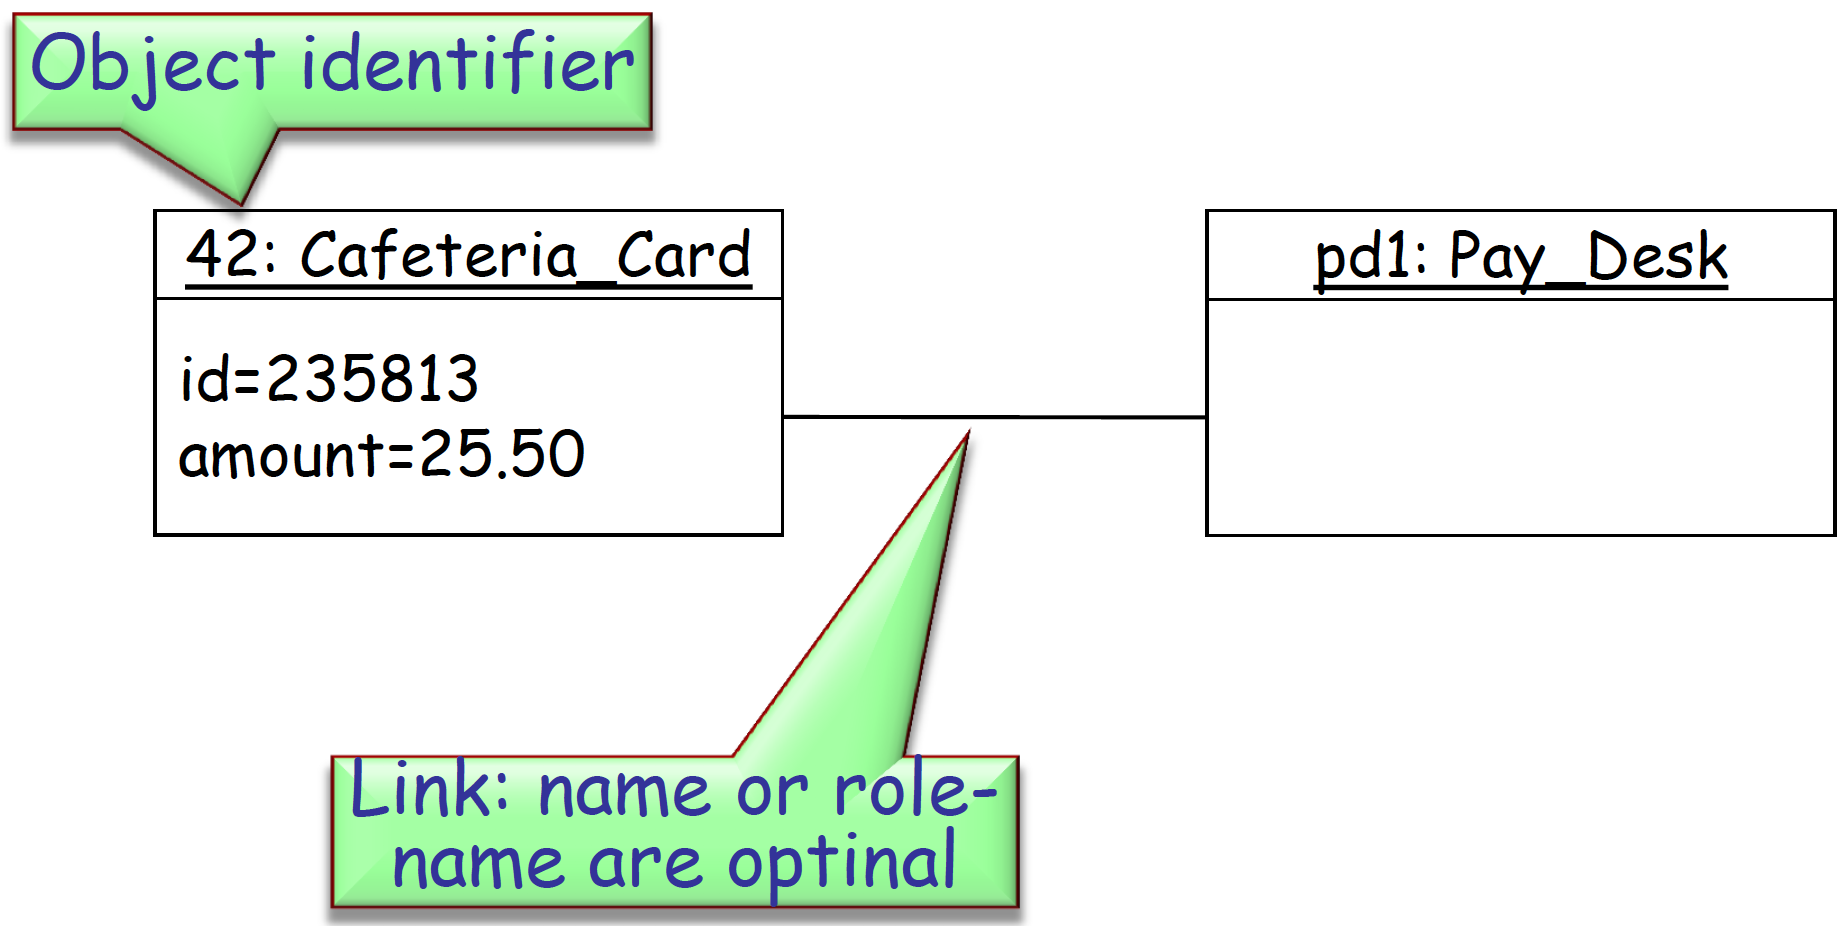 Object identifier
42: Cafeteria_Card
id=235813
amount=25.50
pd1: Pay_Desk
Link: name or role-
name are optinal